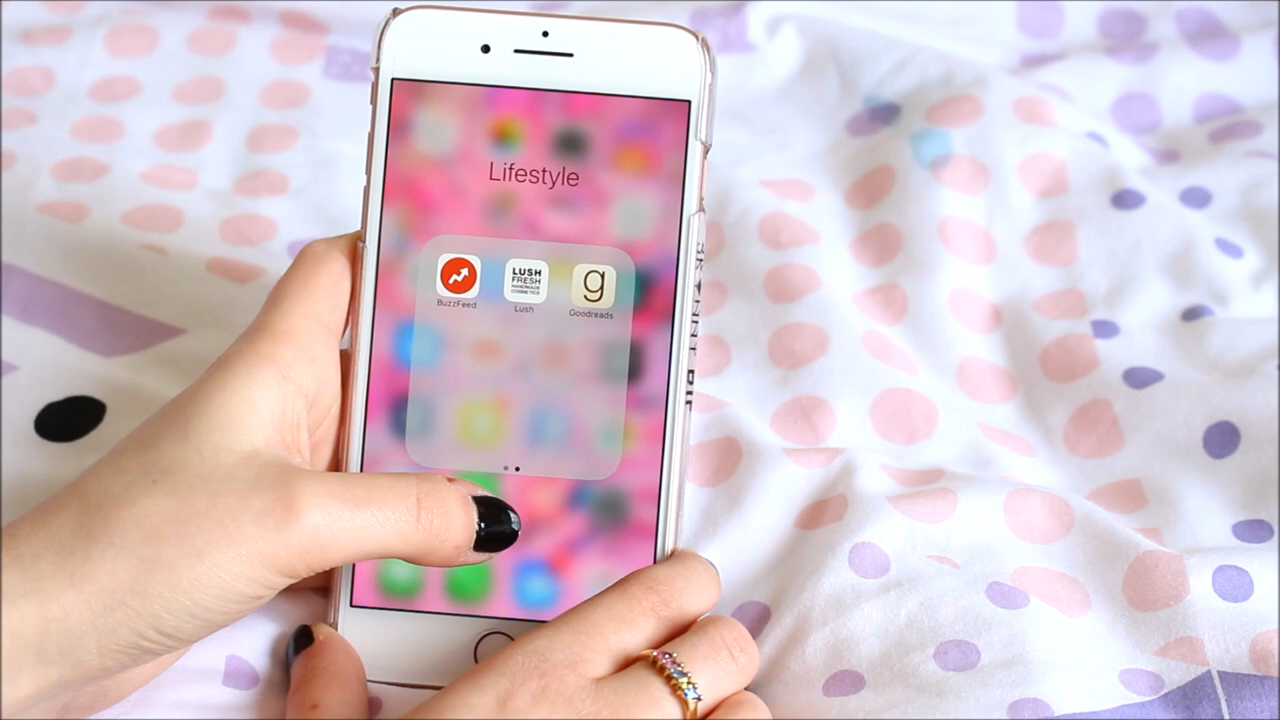 Lifestyle
LUSH
FRESH
HANDMADE
COSMETICS
g
BuzzFeed
Lush
Goodreads